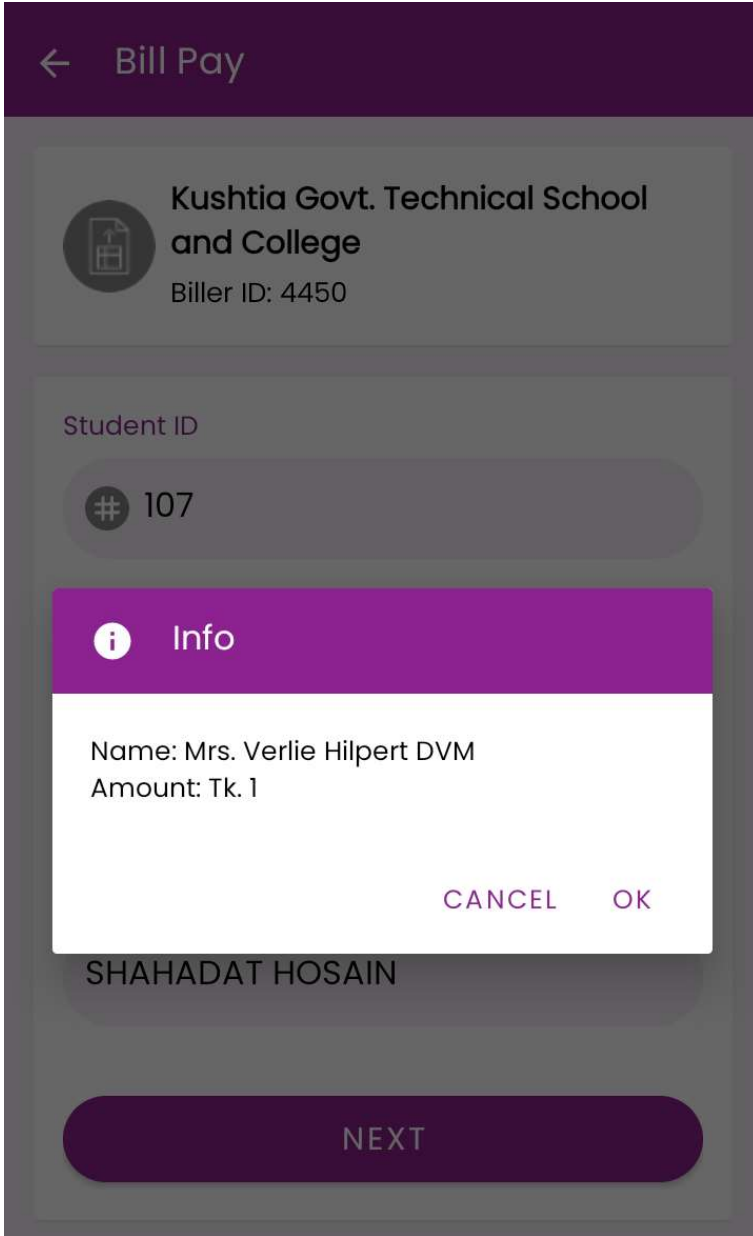 Bill Pay
Kushtia Govt. Technical School
and College
Biller ID: 4450
Student ID
107
Info
Name: Mrs. Verlie Hilpert DVM
Amount: Tk. 1
CANCEL OK
SHAHADAT HOSAIN
NEXT